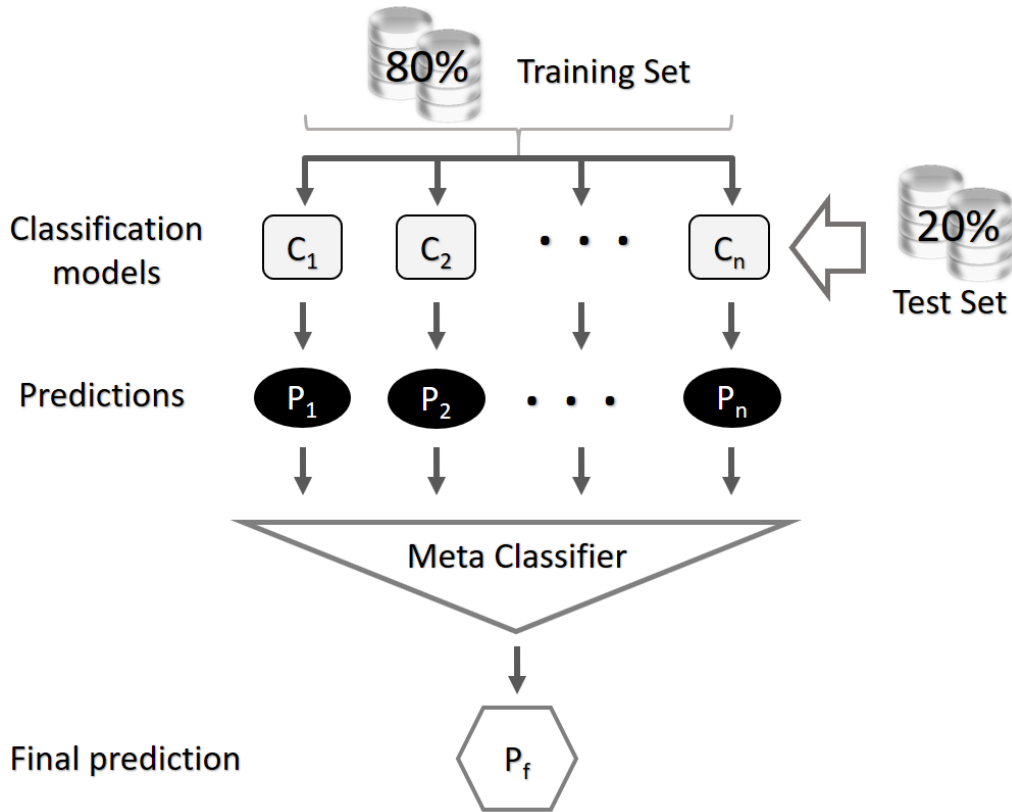 80% Training Set
Classification
models
C₁ C₂ . . . Cₙ
20%
Test Set
Predictions
P₁ P₂ . . . Pₙ
Meta Classifier
Final prediction
P_f